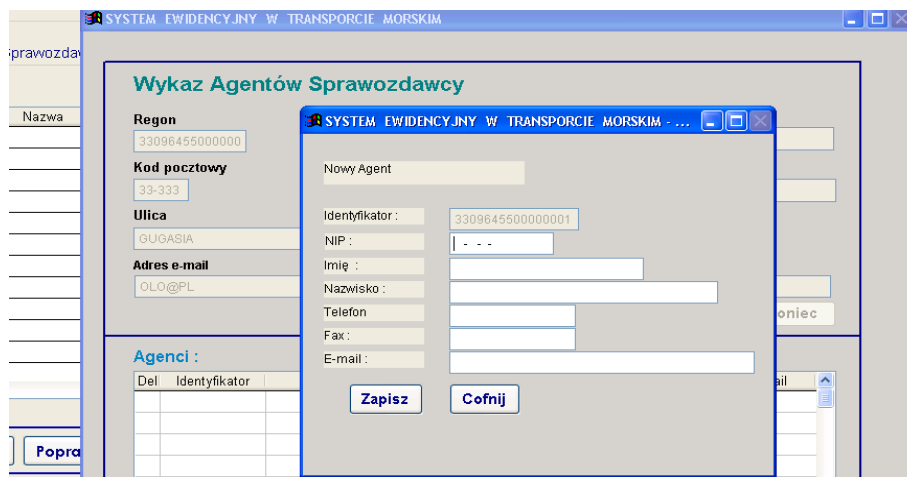 SYSTEM EWIDENCYJNY W TRANSPORCIE MORSKIM
Nazwa
Wykaz Agentów Sprawozdawcy
Regon
33096455000000
Kod pocztowy
33-333
Ulica
GUGASIA
Adres e-mail
OLO@PL
Agenci :
Del Identyfikator
SYSTEM EWIDENCYJNY W TRANSPORCIE MORSKIM - ...
Nowy Agent
Identyfikator : 3309645500000001
NIP : - - -
Imię :
Nazwisko :
Telefon
Fax :
E-mail :
Zapisz Cofnij
oniec
ail
Popra